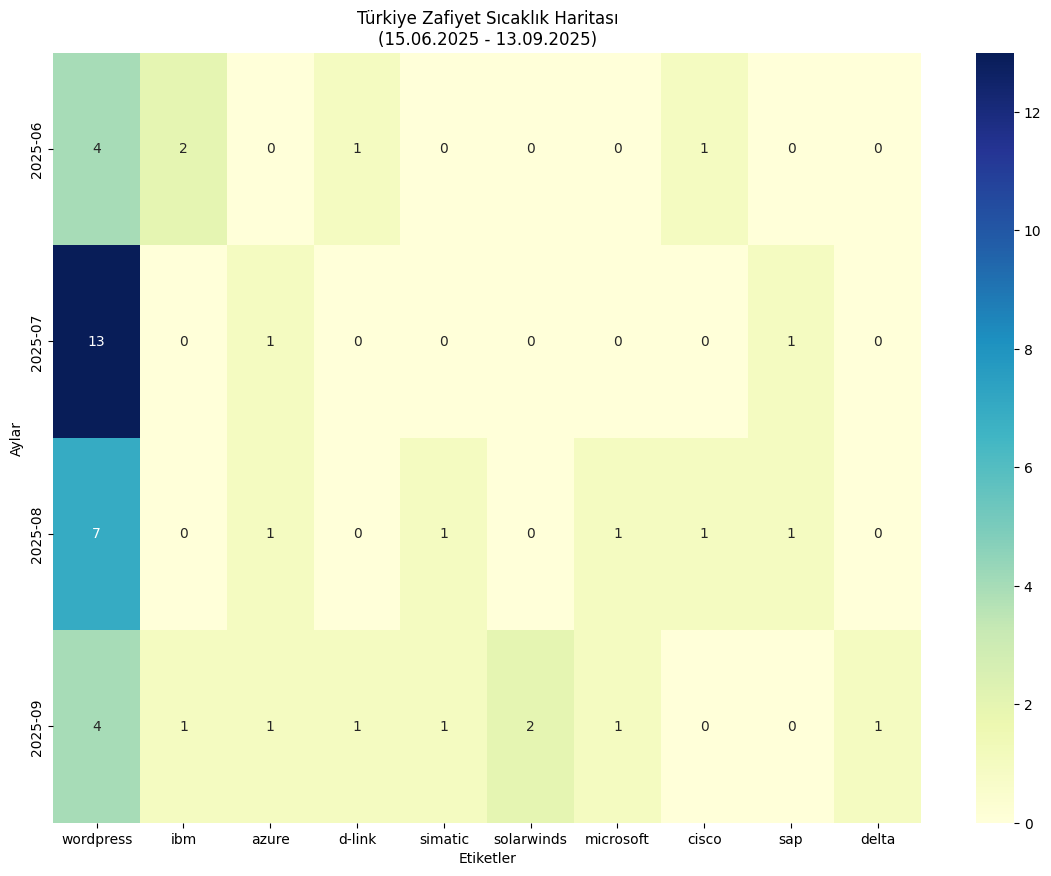 Türkiye Zafiyet Sıcaklık Haritası
(15.06.2025 - 13.09.2025)
Aylar
2025-06
4 2 0 1 0 0 0 1 0 0
2025-07
13 0 1 0 0 0 0 0 1 0
2025-08
7 0 1 0 1 0 1 1 1 0
2025-09
4 1 1 1 1 2 1 0 0 1
wordpress ibm azure d-link simatic solarwinds microsoft cisco sap delta
Etiketler
12
10
8
6
4
2
0